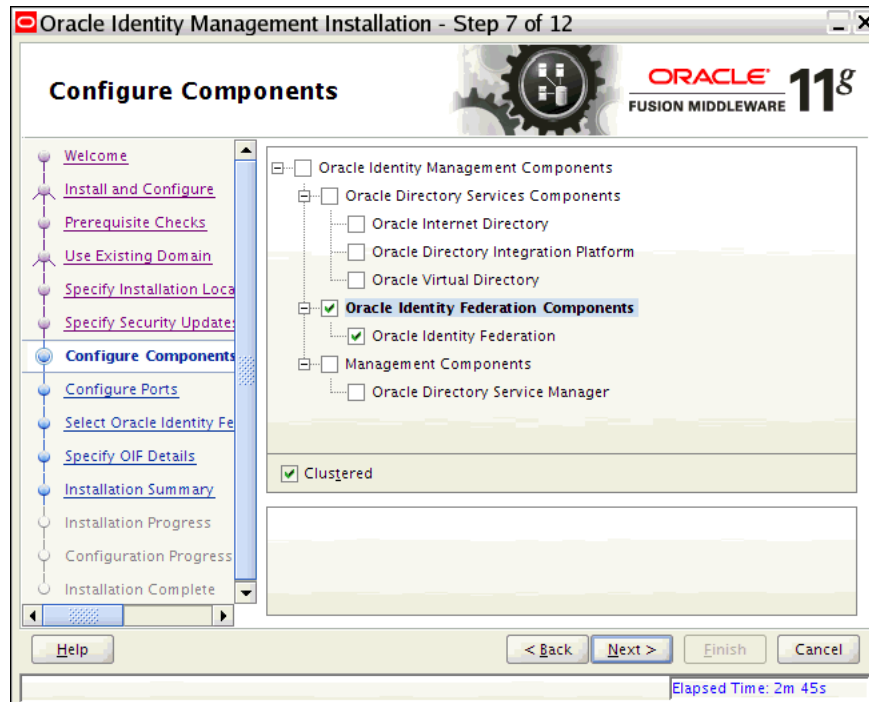 Oracle Identity Management Installation - Step 7 of 12
Configure Components
ORACLE
FUSION MIDDLEWARE
11g
Welcome
Install and Configure
Prerequisite Checks
Use Existing Domain
Specify Installation Loca
Specify Security Updates
Configure Components
Configure Ports
Select Oracle Identity Fe
Specify OIF Details
Installation Summary
Installation Progress
Configuration Progress
Installation Complete
Oracle Identity Management Components
Oracle Directory Services Components
Oracle Internet Directory
Oracle Directory Integration Platform
Oracle Virtual Directory
Oracle Identity Federation Components
Oracle Identity Federation
Management Components
Oracle Directory Service Manager
Clustered
Help
< Back
Next >
Finish
Cancel
Elapsed Time: 2m 45s